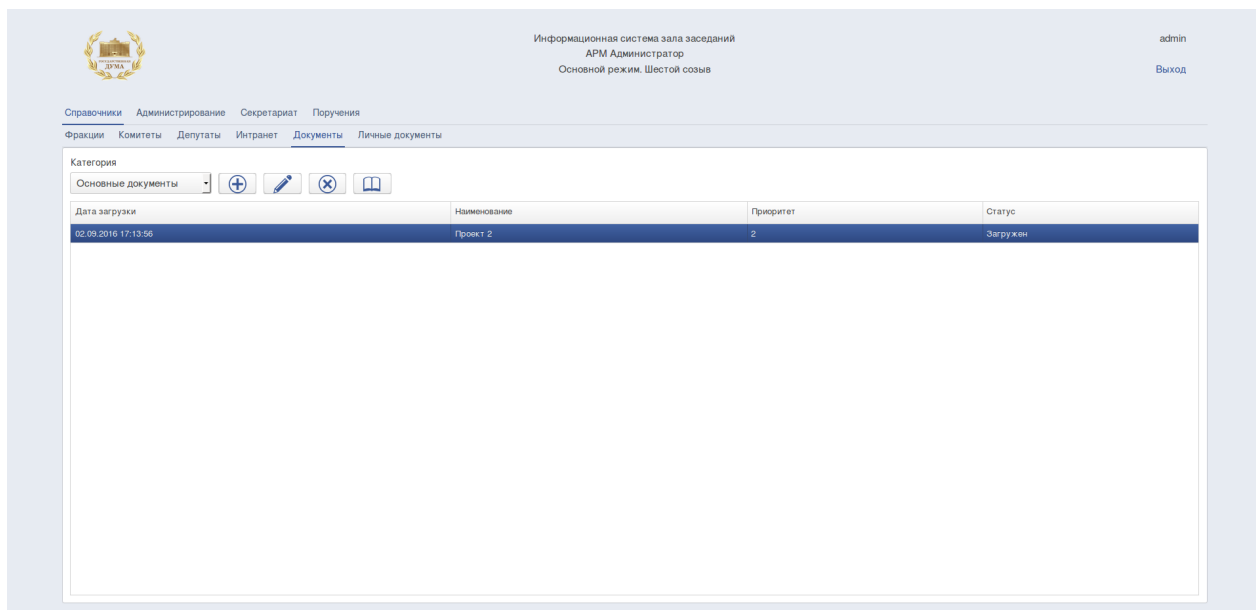 ГОСУДАРСТВЕННАЯ
ДУМА
Информационная система зала заседаний
АРМ Администратор
Основной режим. Шестой созыв
admin
Выход
Справочники Администрирование Секретариат Поручения
Фракции Комитеты Депутаты Интранет Документы Личные документы
Категория
Основные документы
Дата загрузки Наименование Приоритет Статус
02.09.2016 17:13:56 Проект 2 2 Загружен